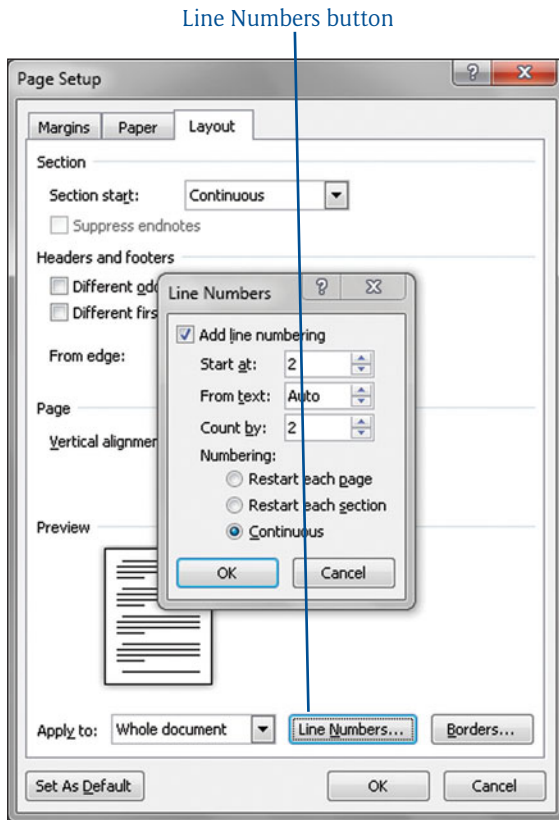 Line Numbers button
Page Setup
Margins Paper Layout
Section
Section start: Continuous
Suppress endnotes
Headers and footers
Different odd
Different firs
From edge:
Page
Vertical alignmen
Preview
Line Numbers
Add line numbering
Start at: 2
From text: Auto
Count by: 2
Numbering:
Restart each page
Restart each section
Continuous
OK Cancel
Apply to: Whole document Line Numbers... Borders...
Set As Default OK Cancel